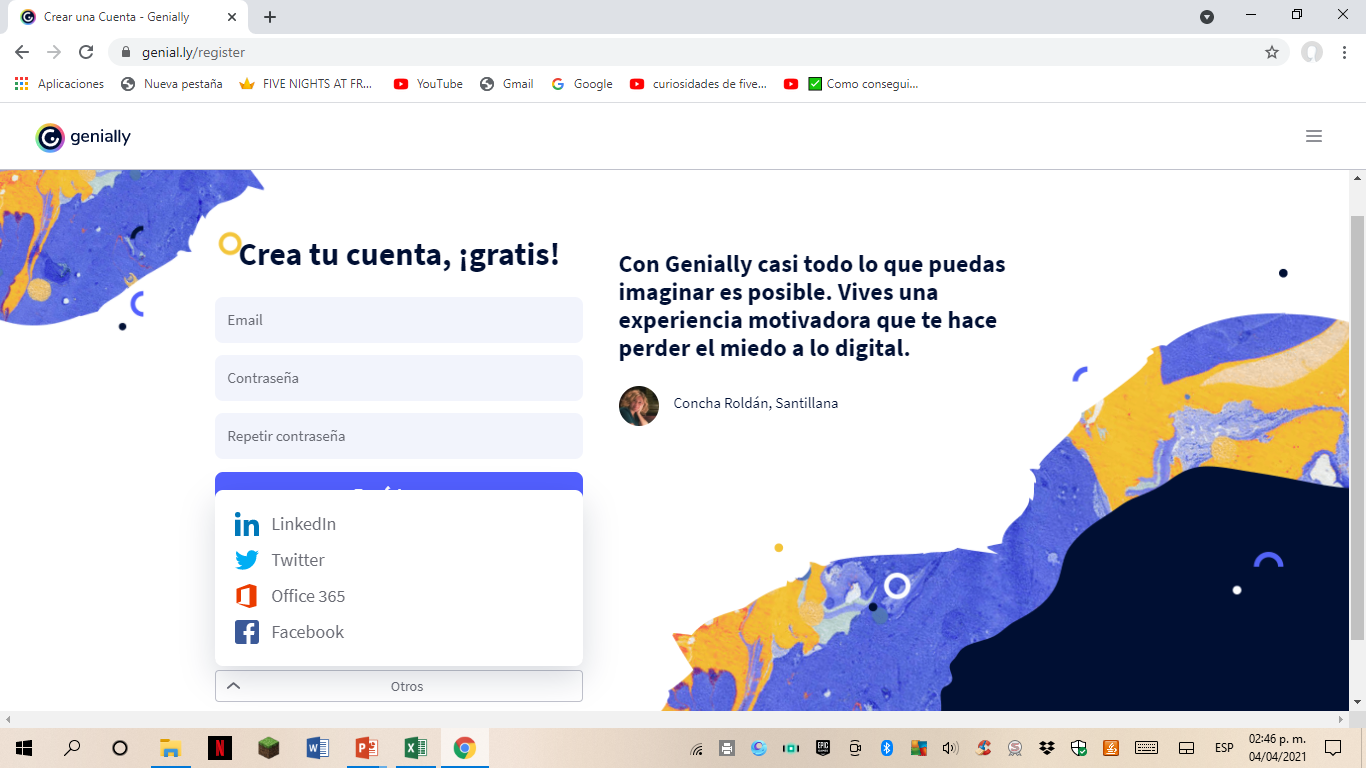 Crear una Cuenta - Genially
genial.ly/register
Aplicaciones
Nueva pestaña
FIVE NIGHTS AT FR...
YouTube
Gmail
Google
curiosidades de five...
Como consegui...
genially
Crea tu cuenta, ¡gratis!
Email
Contraseña
Repetir contraseña
LinkedIn
Twitter
Office 365
Facebook
Otros
Con Genially casi todo lo que puedas
imaginar es posible. Vives una
experiencia motivadora que te hace
perder el miedo a lo digital.
Concha Roldán, Santillana
ESP
02:46 p. m.
04/04/2021